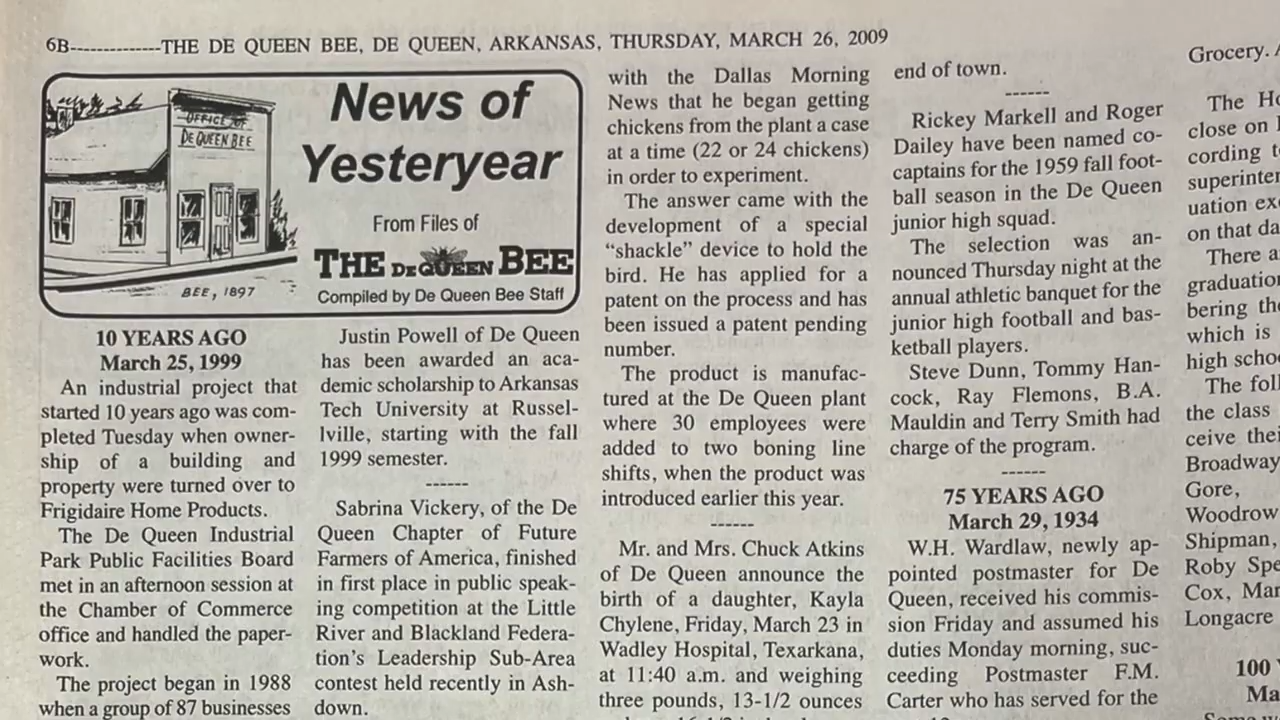 6B--------------THE DE QUEEN BEE, DE QUEEN, ARKANSAS, THURSDAY, MARCH 26, 2009
OFFICE OF
DE QUEEN BEE
BEE, 1897
News of
Yesteryear
From Files of
THE DE QUEEN BEE
Compiled by De Queen Bee Staff
10 YEARS AGO
March 25, 1999
An industrial project that
started 10 years ago was com-
pleted Tuesday when owner-
ship of a building and
property were turned over to
Frigidaire Home Products.
The De Queen Industrial
Park Public Facilities Board
met in an afternoon session at
the Chamber of Commerce
office and handled the paper-
work.
The project began in 1988
when a group of 87 businesses
Justin Powell of De Queen
has been awarded an aca-
demic scholarship to Arkansas
Tech University at Russel-
lville, starting with the fall
1999 semester.
------
Sabrina Vickery, of the De
Queen Chapter of Future
Farmers of America, finished
in first place in public speak-
ing competition at the Little
River and Blackland Federa-
tion's Leadership Sub-Area
contest held recently in Ash-
down.
with the Dallas Morning
News that he began getting
chickens from the plant a case
at a time (22 or 24 chickens)
in order to experiment.
The answer came with the
development of a special
"shackle" device to hold the
bird. He has applied for a
patent on the process and has
been issued a patent pending
number.
The product is manufac-
tured at the De Queen plant
where 30 employees were
added to two boning line
shifts, when the product was
introduced earlier this year.
------
Mr. and Mrs. Chuck Atkins
of De Queen announce the
birth of a daughter, Kayla
Chylene, Friday, March 23 in
Wadley Hospital, Texarkana,
at 11:40 a.m. and weighing
three pounds, 13-1/2 ounces
end of town.
------
Rickey Markell and Roger
Dailey have been named co-
captains for the 1959 fall foot-
ball season in the De Queen
junior high squad.
The selection was an-
nounced Thursday night at the
annual athletic banquet for the
junior high football and bas-
ketball players.
Steve Dunn, Tommy Han-
cock, Ray Flemons, B.A.
Mauldin and Terry Smith had
charge of the program.
------
75 YEARS AGO
March 29, 1934
W.H. Wardlaw, newly ap-
pointed postmaster for De
Queen, received his commis-
sion Friday and assumed his
duties Monday morning, suc-
ceeding Postmaster F.M.
Carter who has served for the
Grocery.
The
close on
cording
superinter
uation
on that
There
graduation
bering
which is
high
The
the class
ceive
Broadway
Gore,
Woodrow
Shipman,
Roby
Cox,
Longacre
100